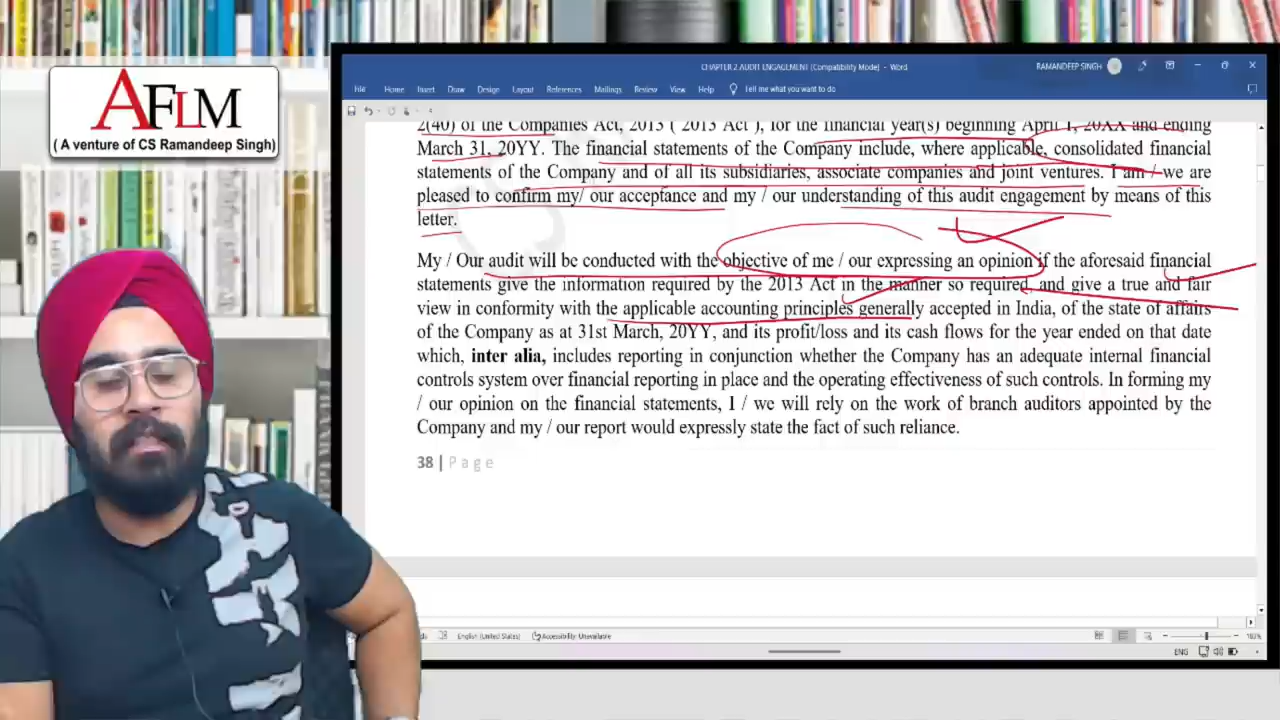 AFLM
( A venture of CS Ramandeep Singh)
CHAPTER 2 AUDIT ENGAGEMENT (Compatibility Mode) - Word
RAMANDEEP SINGH
File Home Insert Draw Design Layout References Mailings Review View Help Tell me what you want to do
2(40) of the Companies Act, 2013 ( '2013 Act'), for the financial year(s) beginning April 1, 20XX and ending
March 31, 20YY. The financial statements of the Company include, where applicable, consolidated financial
statements of the Company and of all its subsidiaries, associate companies and joint ventures. I am / we are
pleased to confirm my/ our acceptance and my / our understanding of this audit engagement by means of this
letter.
My / Our audit will be conducted with the objective of me / our expressing an opinion if the aforesaid financial
statements give the information required by the 2013 Act in the manner so required, and give a true and fair
view in conformity with the applicable accounting principles generally accepted in India, of the state of affairs
of the Company as at 31st March, 20YY, and its profit/loss and its cash flows for the year ended on that date
which, inter alia, includes reporting in conjunction whether the Company has an adequate internal financial
controls system over financial reporting in place and the operating effectiveness of such controls. In forming my
/ our opinion on the financial statements, I / we will rely on the work of branch auditors appointed by the
Company and my / our report would expressly state the fact of such reliance.
38 | Page
English (United States) Accessibility: Unavailable
ENG